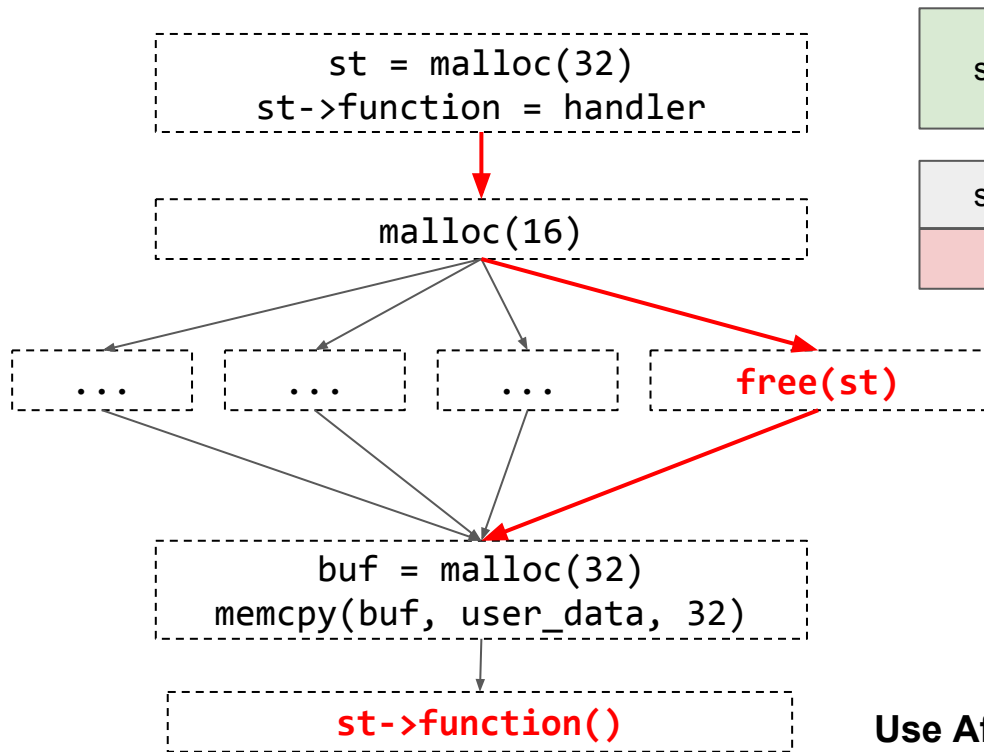 st = malloc(32)
st->function = handler
malloc(16)
...
...
...
free(st)
buf = malloc(32)
memcpy(buf, user_data, 32)
st->function()
Use